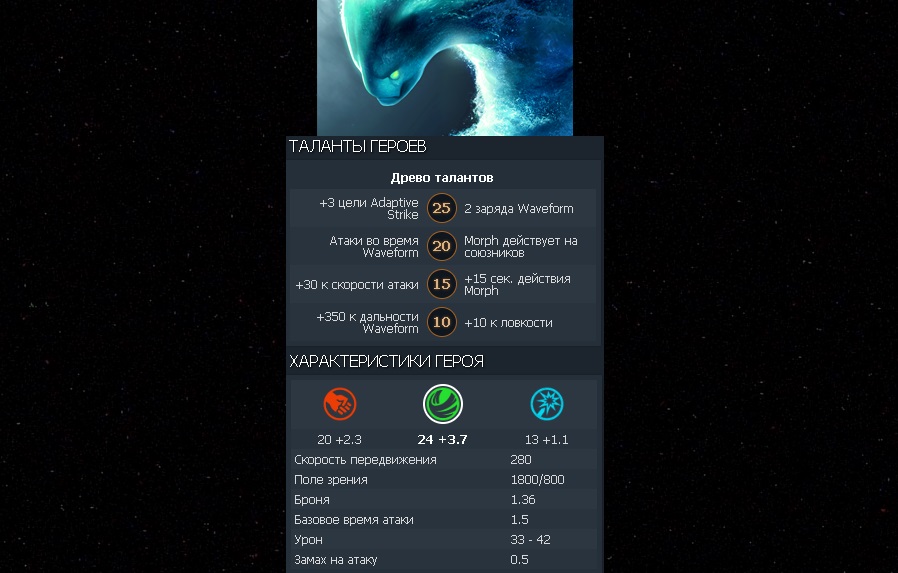 ТАЛАНТЫ ГЕРОЕВ
Древо талантов
+3 цели Adaptive
Strike
25
2 заряда Waveform
Атаки во время
Waveform
20
Morph действует на
союзников
+30 к скорости атаки
15
+15 сек. действия
Morph
+350 к дальности
Waveform
10
+10 к ловкости
ХАРАКТЕРИСТИКИ ГЕРОЯ
20 +2.3 24 +3.7 13 +1.1
Скорость передвижения 280
Поле зрения 1800/800
Броня 1.36
Базовое время атаки 1.5
Урон 33 - 42
Замах на атаку 0.5